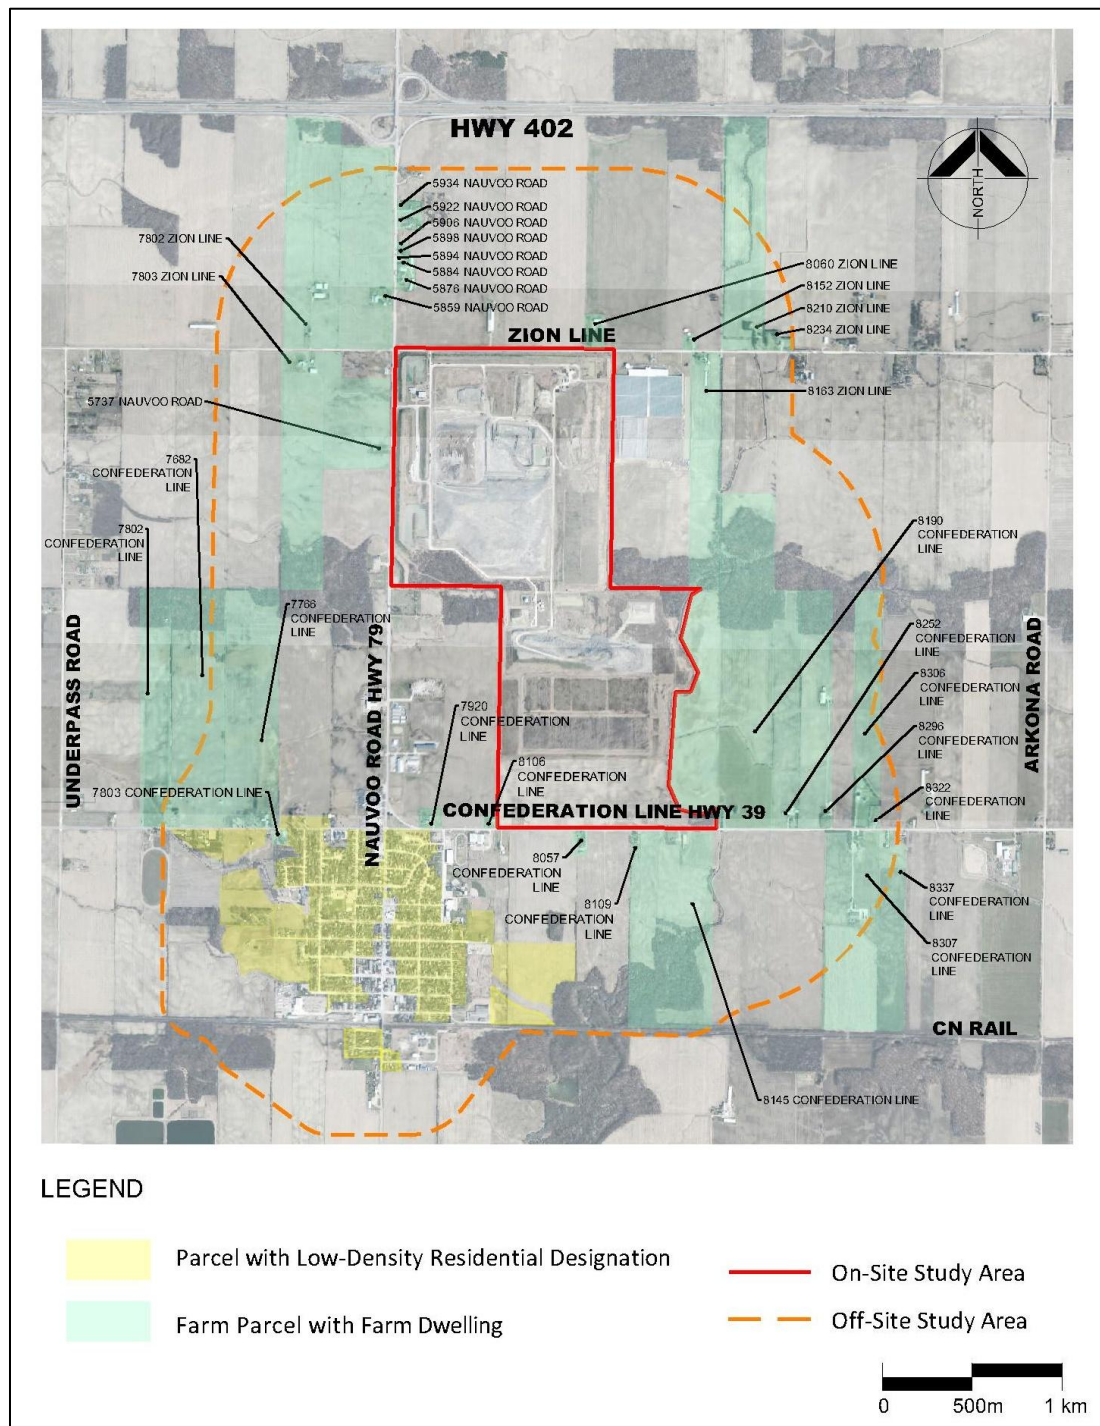 HWY 402
NORTH
5934 NAUVOO ROAD
5922 NAUVOO ROAD
5906 NAUVOO ROAD
5898 NAUVOO ROAD
5894 NAUVOO ROAD
5884 NAUVOO ROAD
5876 NAUVOO ROAD
5859 NAUVOO ROAD
7802 ZION LINE
7803 ZION LINE
8060 ZION LINE
8152 ZION LINE
8210 ZION LINE
8234 ZION LINE
ZION LINE
8163 ZION LINE
5737 NAUVOO ROAD
7682
CONFEDERATION
LINE
7802
CONFEDERATION
LINE
8190
CONFEDERATION
LINE
7766
CONFEDERATION
LINE
8252
CONFEDERATION
LINE
8306
CONFEDERATION
LINE
8296
CONFEDERATION
LINE
8322
CONFEDERATION
LINE
UNDERPASS ROAD
NAUVOO ROAD HWY 79
ARKONA ROAD
7920
CONFEDERATION
LINE
8106
CONFEDERATION
LINE
7803 CONFEDERATION LINE
CONFEDERATION LINE HWY 39
8057
CONFEDERATION
LINE
8109
CONFEDERATION
LINE
8337
CONFEDERATION
LINE
8307
CONFEDERATION
LINE
CN RAIL
8145 CONFEDERATION LINE
LEGEND
Parcel with Low-Density Residential Designation
Farm Parcel with Farm Dwelling
On-Site Study Area
Off-Site Study Area
0 500m 1 km